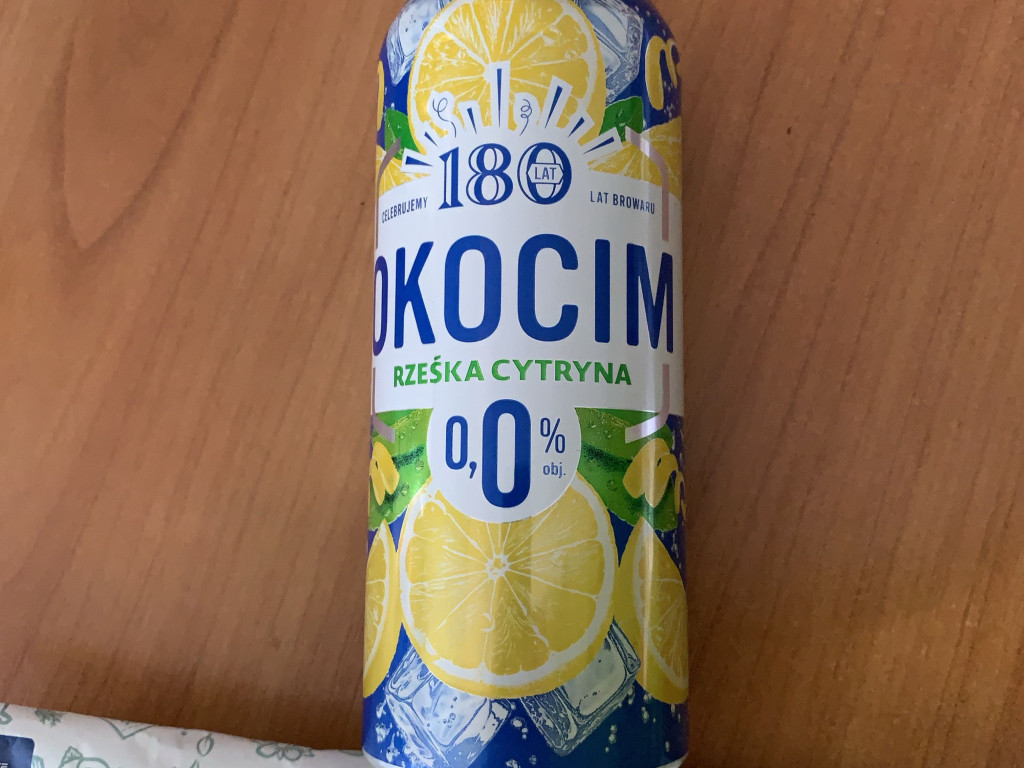 180
LAT
CELEBRUJEMY
LAT BROWARU
OKOCIM
RZEŚKA CYTRYNA
0,0%
obj.